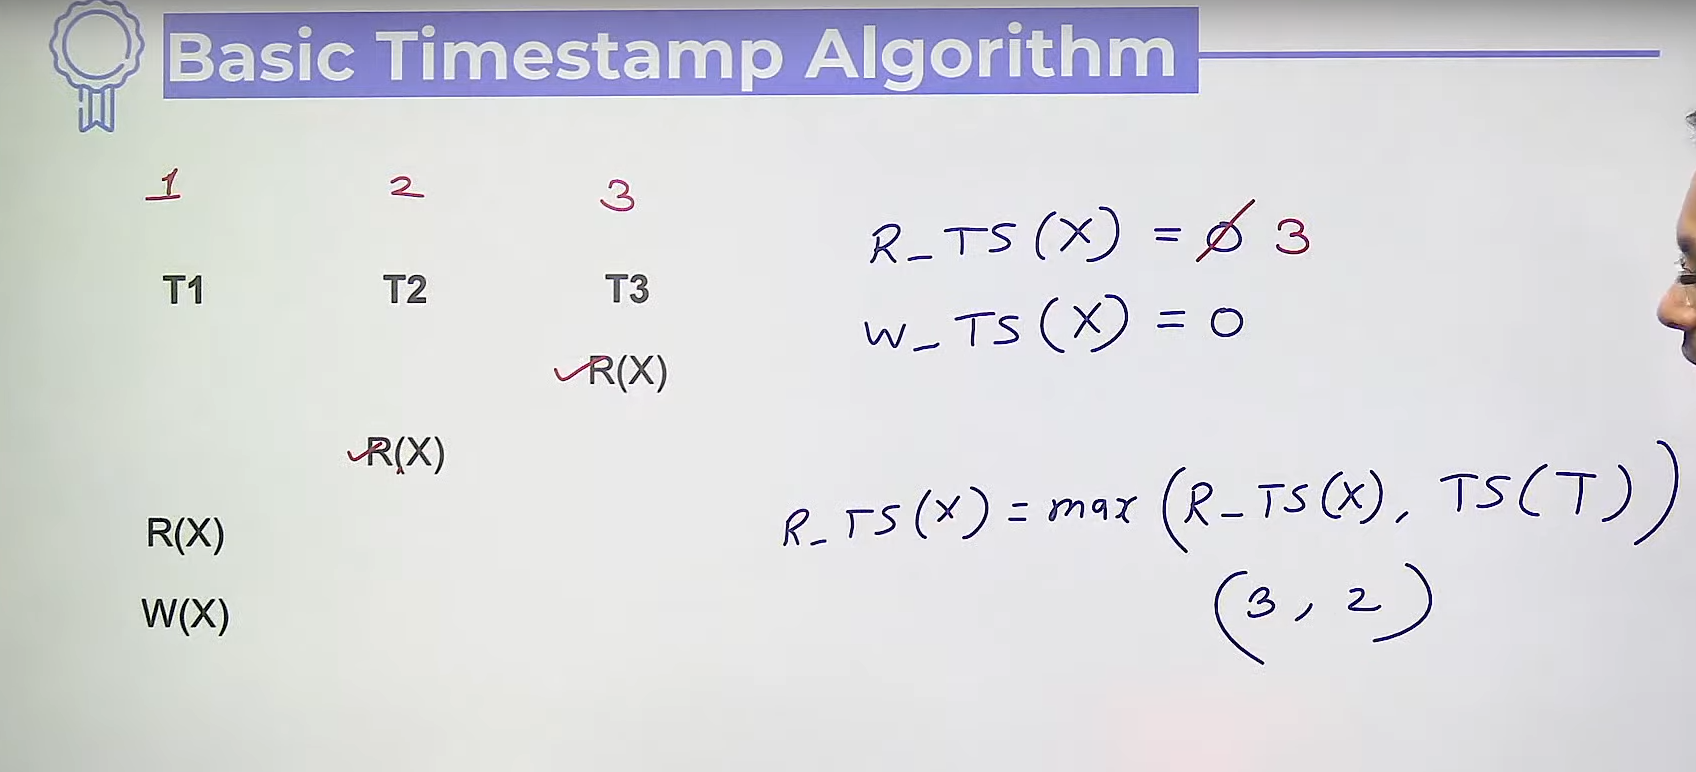 Basic Timestamp Algorithm
1 2 3
T1 T2 T3
R(X)
R(X)
R(X)
W(X)
R_TS(X) = 0 3
W_TS(X) = 0
R_TS(X) = max (R_TS(X), TS(T))
(3, 2)